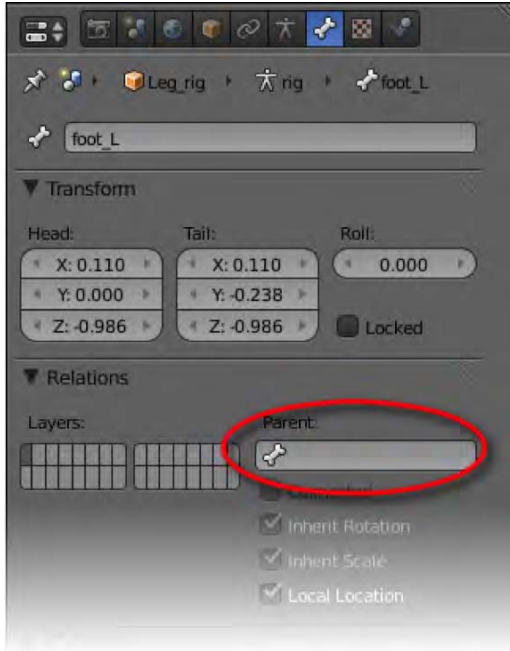 Leg_rig rig foot_L
foot_L
Transform
Head: Tail: Roll:
X: 0.110 X: 0.110 0.000
Y: 0.000 Y: -0.238
Z: -0.986 Z: -0.986 Locked
Relations
Layers: Parent:
Connected
Inherit Rotation
Inherit Scale
Local Location